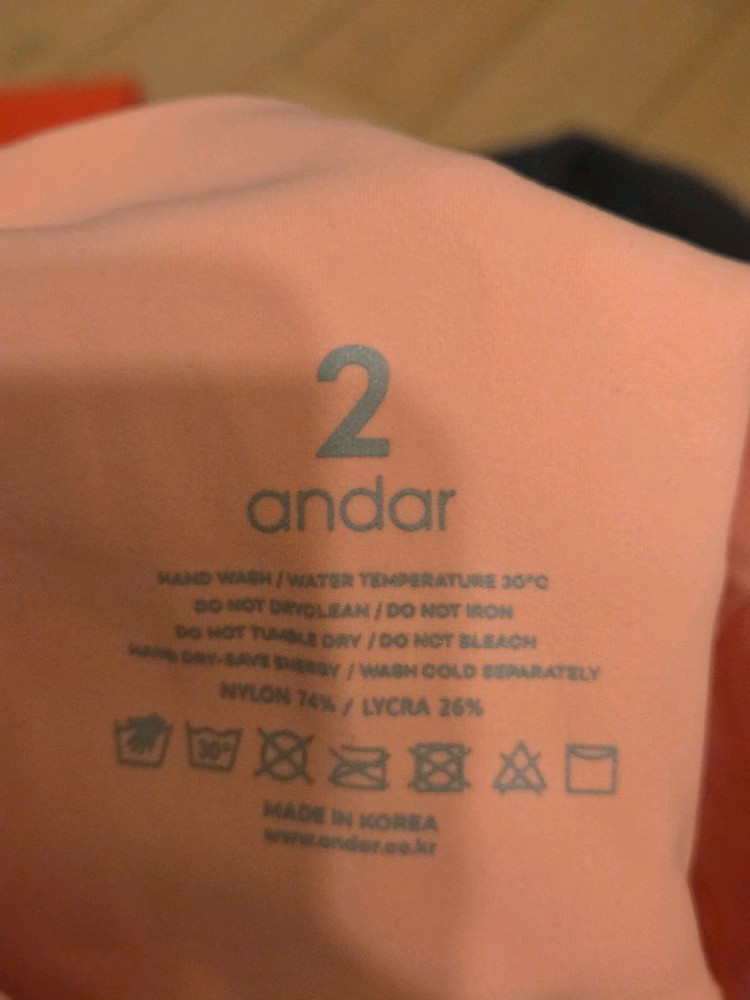 2
andar
HAND WASH / WATER TEMPERATURE 30°C
DO NOT DRYCLEAN / DO NOT IRON
DO NOT TUMBLE DRY / DO NOT BLEACH
HANG DRY-SAVE ENERGY / WASH COLD SEPARATELY
NYLON 74% / LYCRA 26%
30°
MADE IN KOREA
www.andar.co.kr